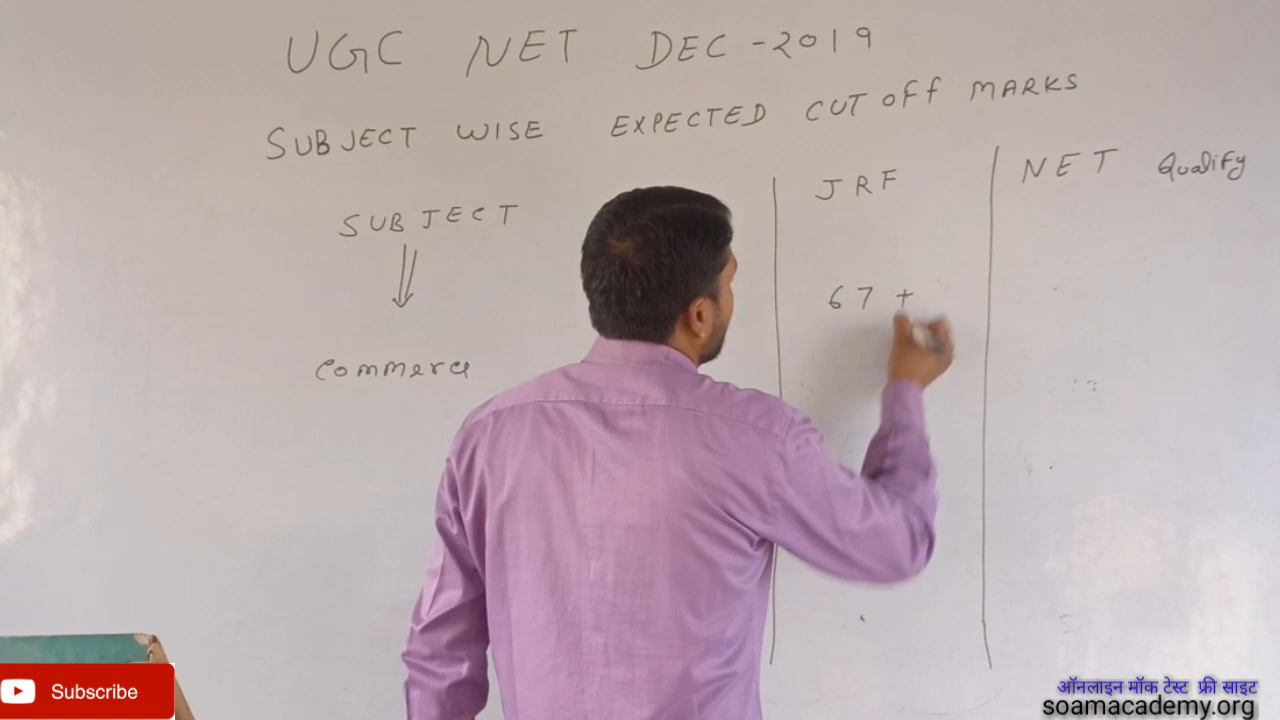 UGC NET DEC -2019
SUBJECT WISE EXPECTED CUT OFF MARKS
SUBJECT JRF NET Qualify
67 +
Commerce
Subscribe
ऑनलाइन मॉक टेस्ट फ्री साइट
soamacademy.org